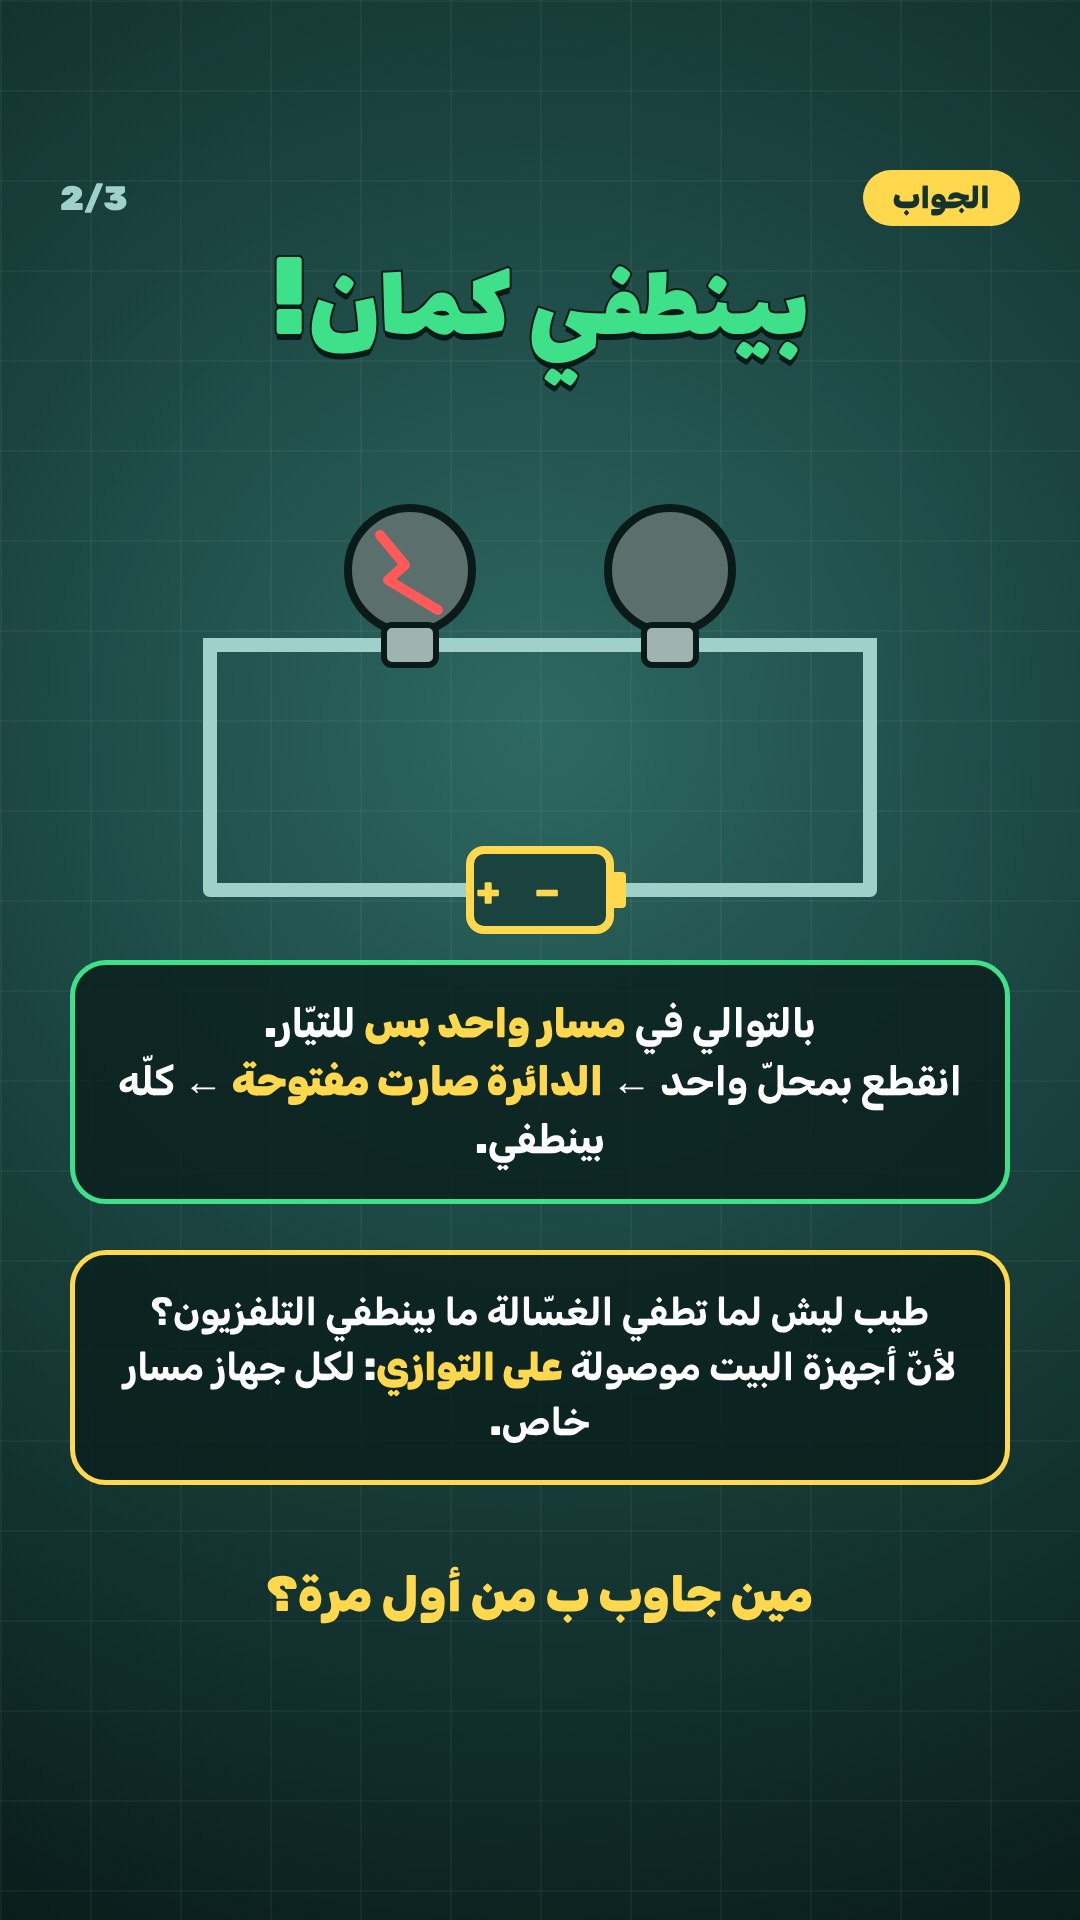 الجواب
2/3
بينطفي كمان!
+ −
بالتوالي في مسار واحد بس للتيّار.
انقطع بمحلّ واحد ← الدائرة صارت مفتوحة ← كلّه
بينطفي.
طيب ليش لما تطفي الغسّالة ما بينطفي التلفزيون؟
لأنّ أجهزة البيت موصولة على التوازي: لكل جهاز مسار
خاص.
مين جاوب ب من أول مرة؟